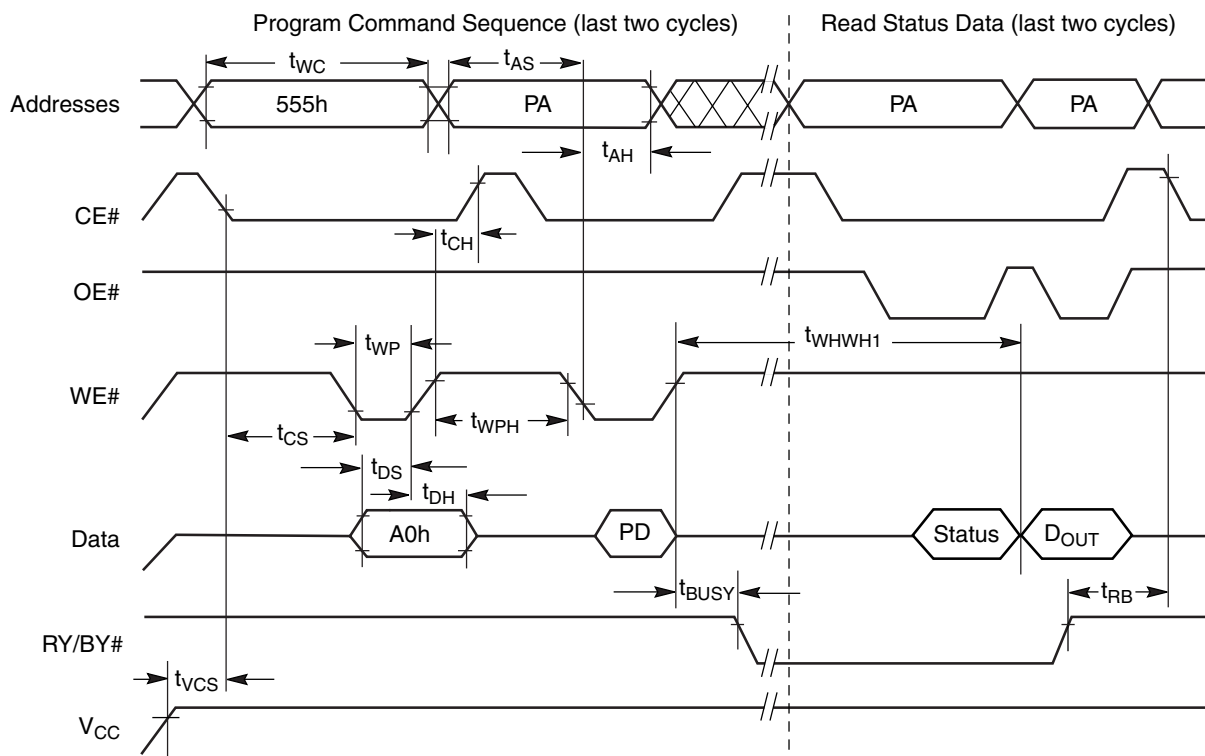 Program Command Sequence (last two cycles) Read Status Data (last two cycles)
tWC tAS
Addresses 555h PA PA PA
tAH
CE#
tCH
OE#
tWP tWHWH1
WE#
tWPH
tCS
tDS
tDH
Data A0h PD Status DOUT
tBUSY tRB
RY/BY#
tVCS
VCC